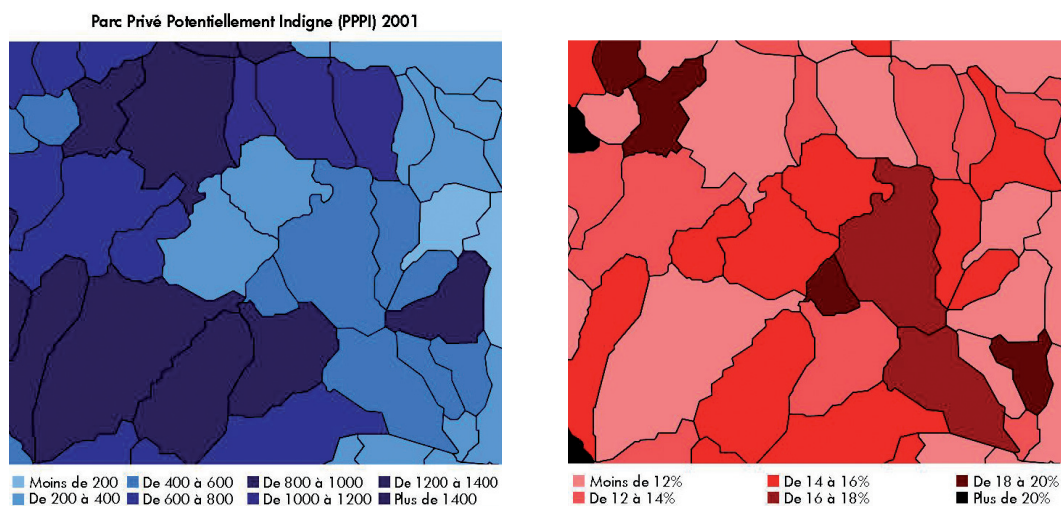 Parc Privé Potentiellement Indigne (PPPI) 2001
Moins de 200 De 400 à 600 De 800 à 1000 De 1200 à 1400
De 200 à 400 De 600 à 800 De 1000 à 1200 Plus de 1400
Moins de 12% De 14 à 16% De 18 à 20%
De 12 à 14% De 16 à 18% Plus de 20%